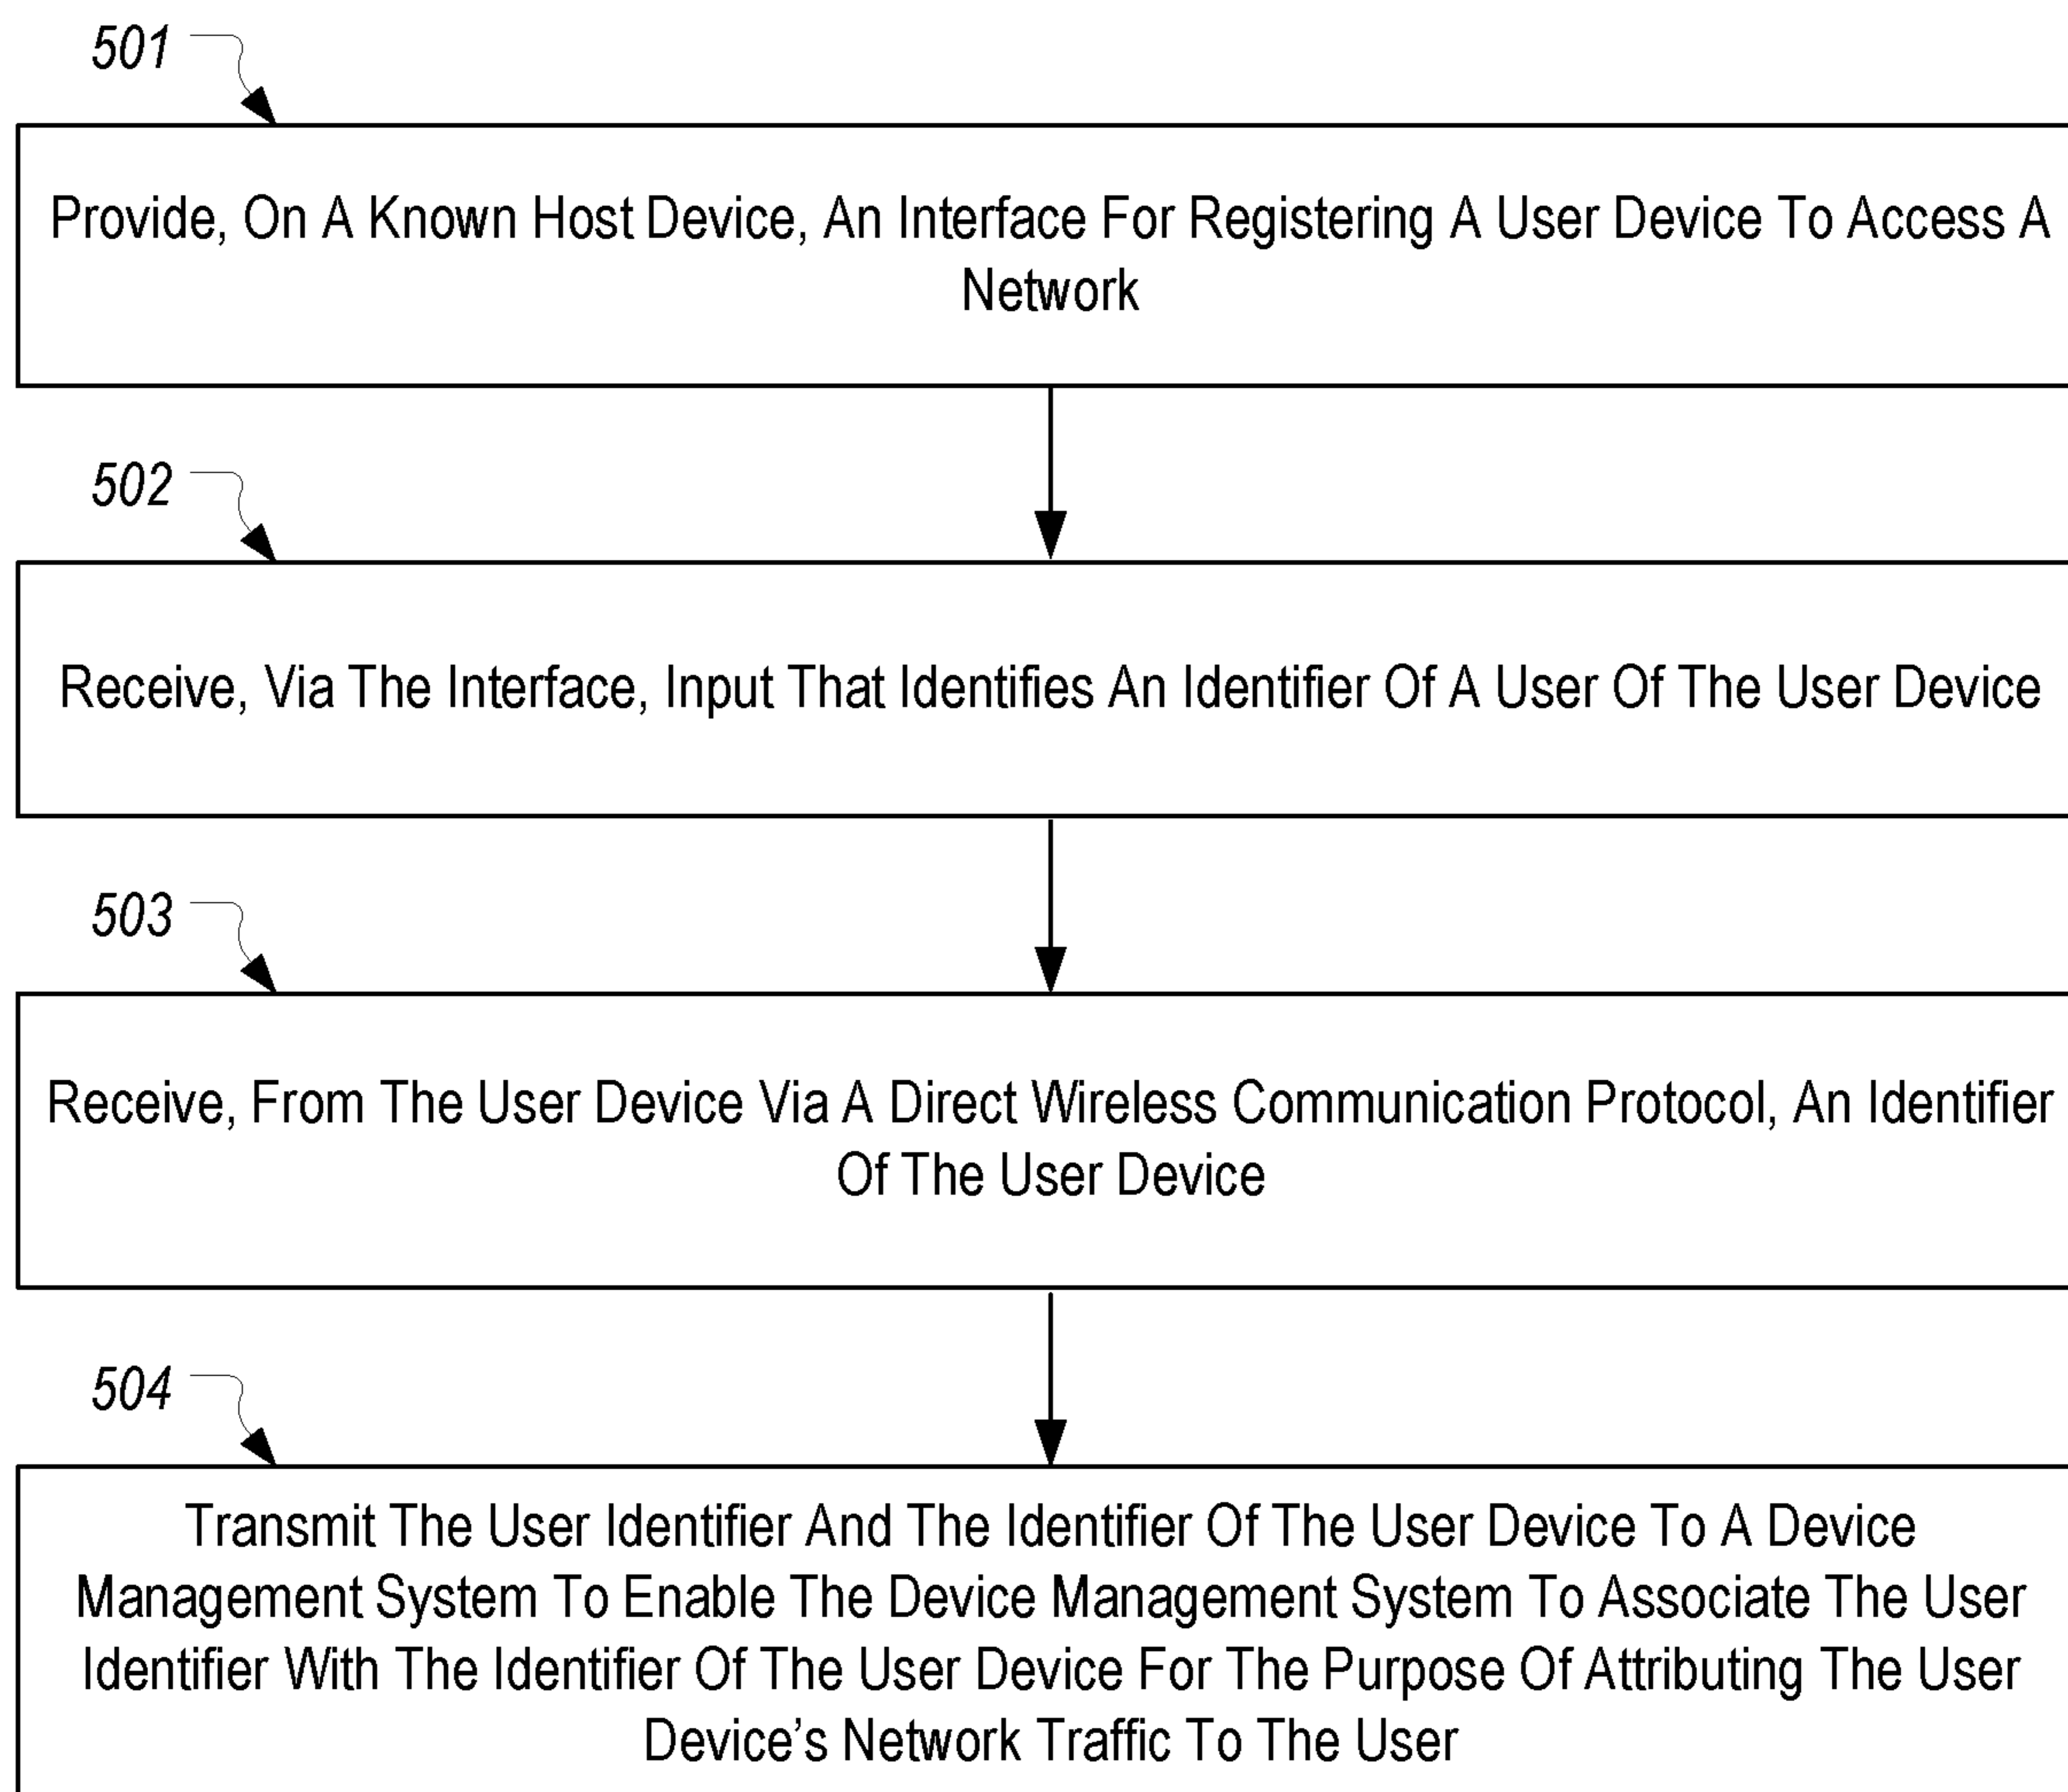 501
Provide, On A Known Host Device, An Interface For Registering A User Device To Access A
Network
502
Receive, Via The Interface, Input That Identifies An Identifier Of A User Of The User Device
503
Receive, From The User Device Via A Direct Wireless Communication Protocol, An Identifier
Of The User Device
504
Transmit The User Identifier And The Identifier Of The User Device To A Device
Management System To Enable The Device Management System To Associate The User
Identifier With The Identifier Of The User Device For The Purpose Of Attributing The User
Device’s Network Traffic To The User